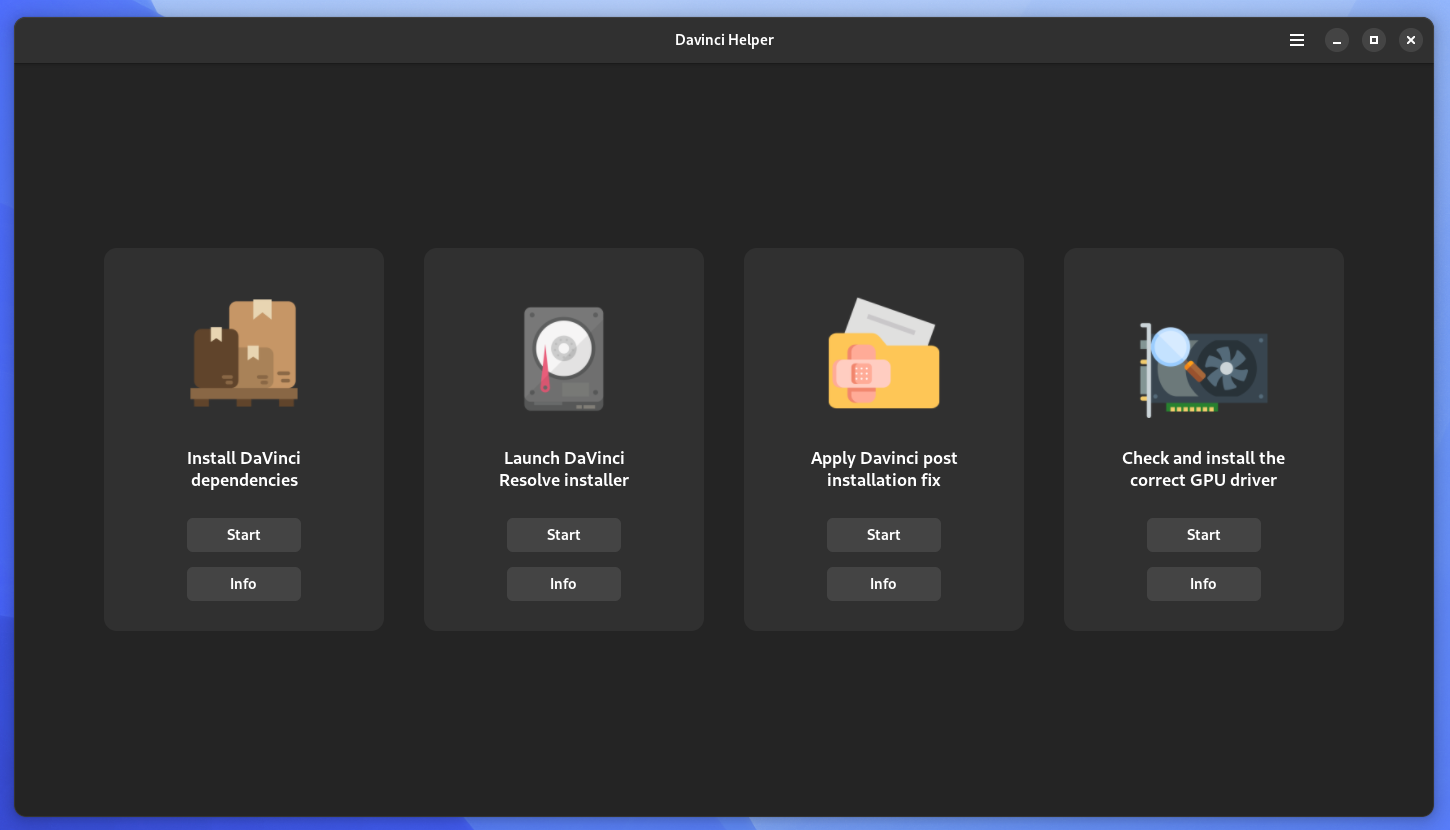 Davinci Helper
Install DaVinci
dependencies
Start
Info
Launch DaVinci
Resolve installer
Start
Info
Apply Davinci post
installation fix
Start
Info
Check and install the
correct GPU driver
Start
Info